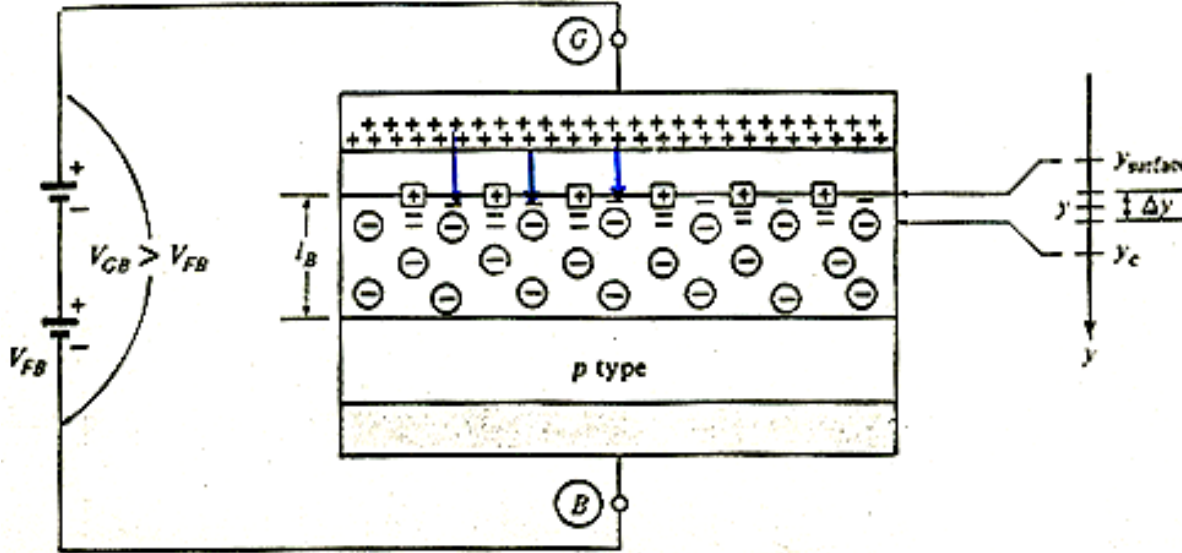 G
y_surface
y Δy
l_B
V_GB > V_FB
y_c
V_FB
p type
y
B